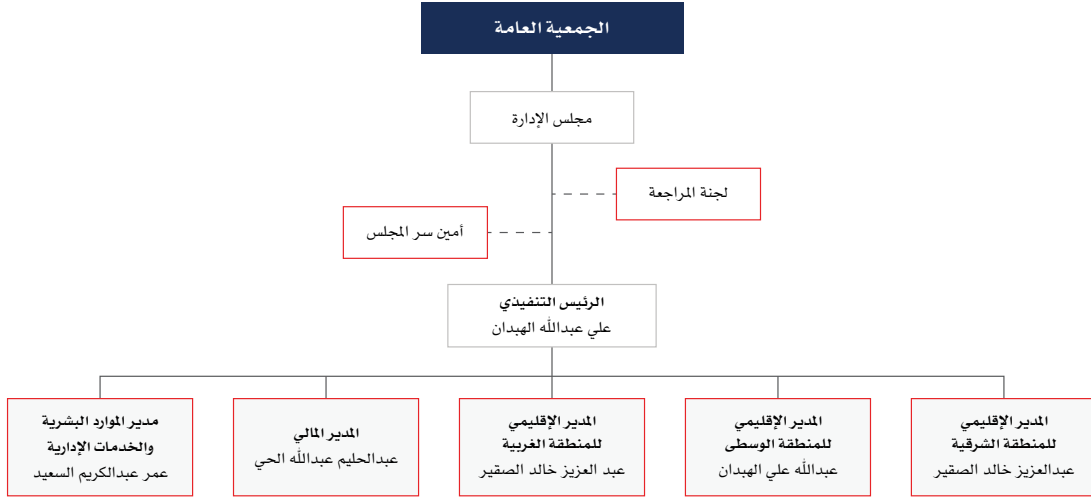 الجمعية العامة
مجلس الإدارة
لجنة المراجعة
أمين سر المجلس
الرئيس التنفيذي
علي عبدالله الهبدان
المدير الإقليمي
للمنطقة الشرقية
عبدالعزيز خالد الصقير
المدير الإقليمي
للمنطقة الوسطى
عبدالله علي الهبدان
المدير الإقليمي
للمنطقة الغربية
عبد العزيز خالد الصقير
المدير المالي
عبدالحليم عبدالله الحي
مدير الموارد البشرية
والخدمات الإدارية
عمر عبدالكريم السعيد